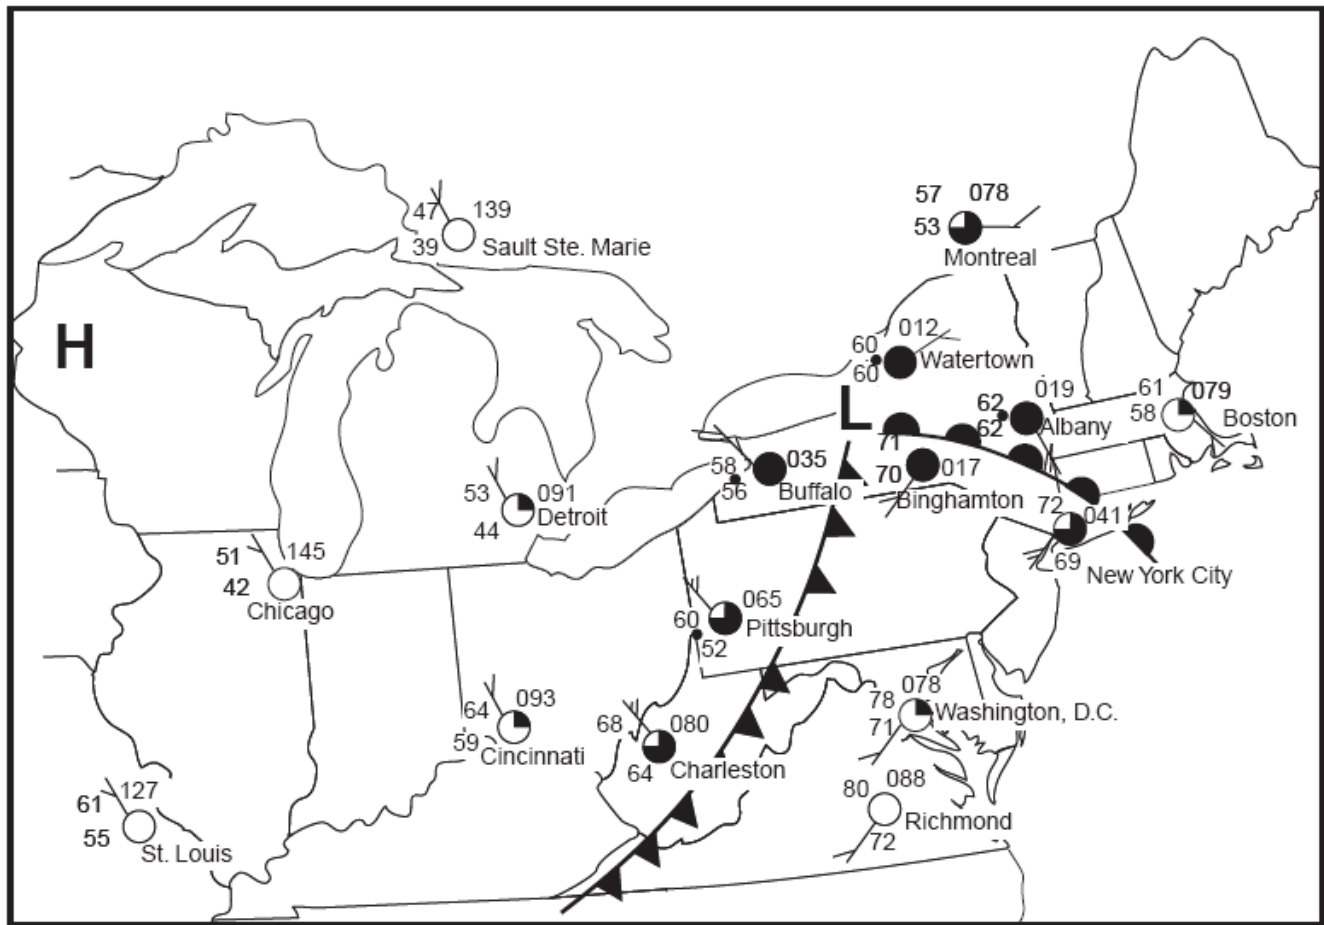 47 139
39 Sault Ste. Marie
57 078
53
Montreal
H
012
60
Watertown
60
L
019
62
Albany
62
61
079
58
Boston
71
70
017
Binghamton
58
035
56
Buffalo
53
091
44
Detroit
72
041
69
New York City
51
145
42
Chicago
60
065
52
Pittsburgh
64
093
59
Cincinnati
68
080
64
Charleston
78
078
71
Washington, D.C.
61
127
55
St. Louis
80
088
72
Richmond